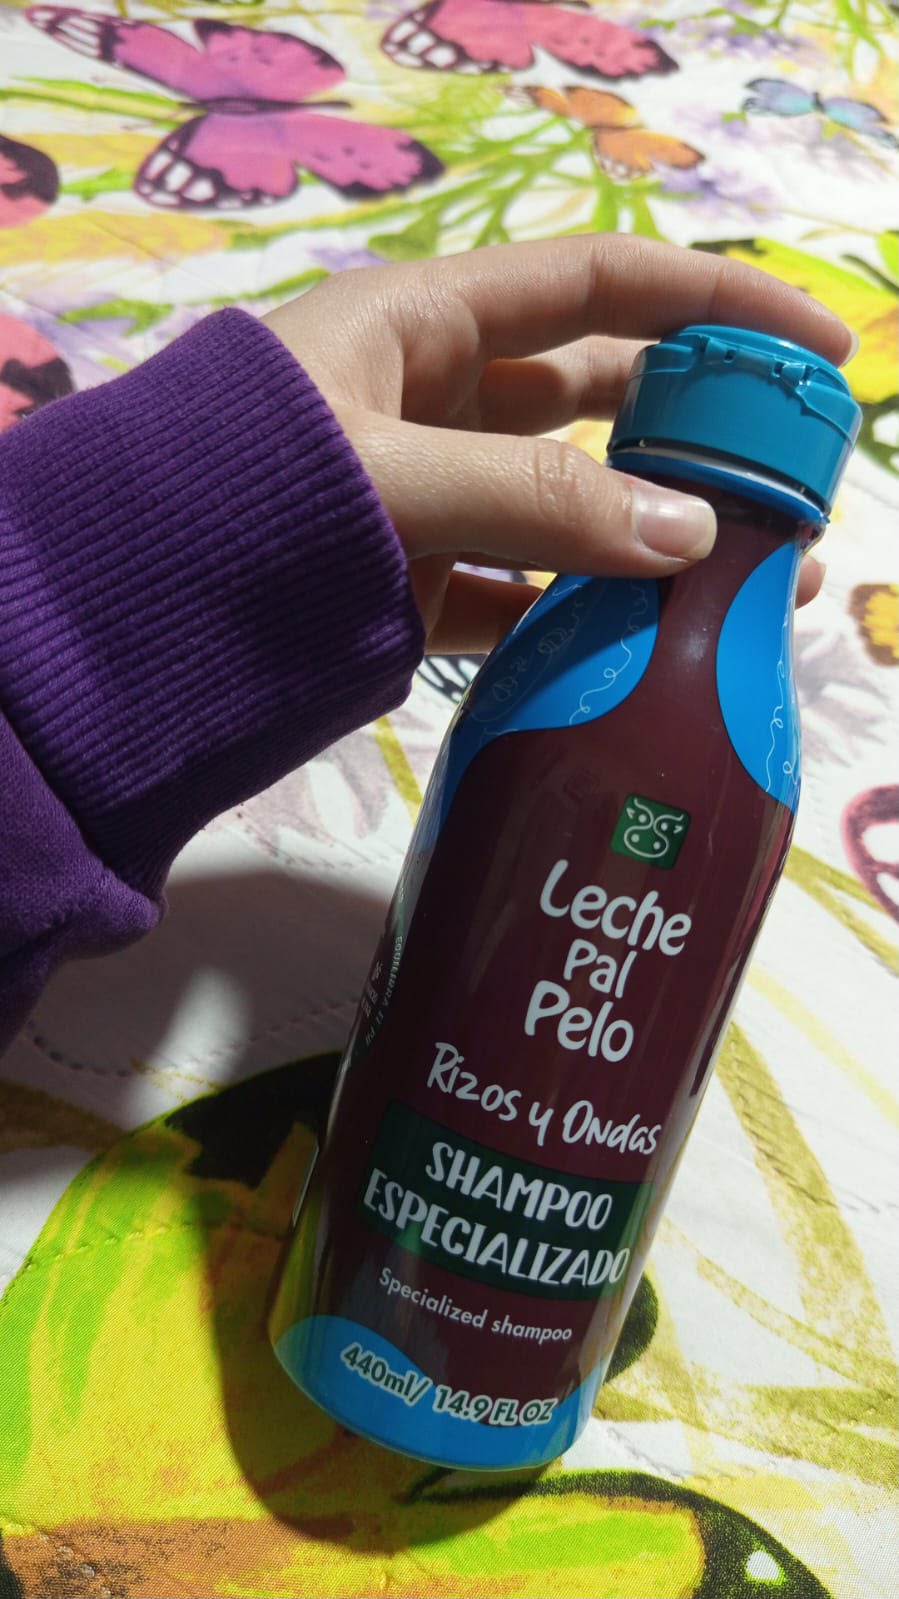 Leche
Pal
Pelo
Rizos y Ondas
SHAMPOO
ESPECIALIZADO
Specialized shampoo
440ml/ 14.9 FL OZ